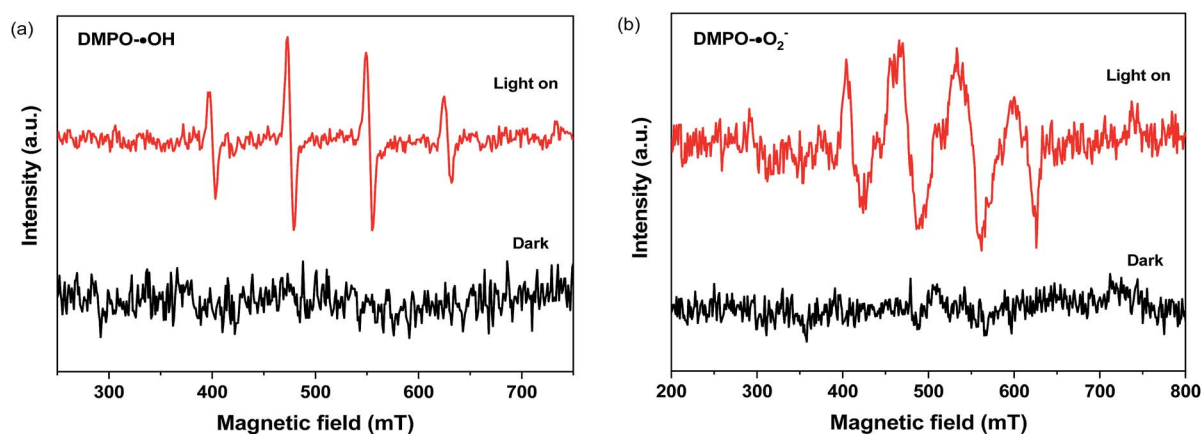 (a)
DMPO-•OH
Light on
Dark
Intensity (a.u.)
300 400 500 600 700
Magnetic field (mT)
(b)
DMPO-•O₂⁻
Light on
Dark
Intensity (a.u.)
200 300 400 500 600 700 800
Magnetic field (mT)